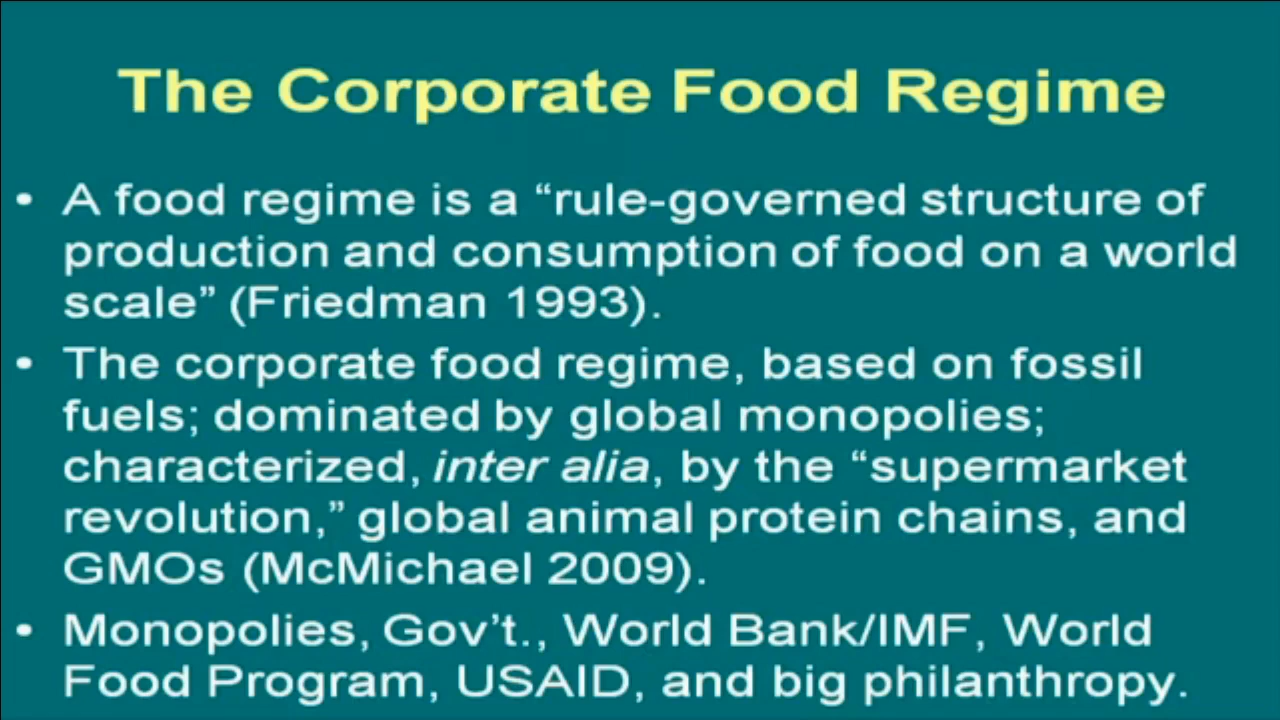 The Corporate Food Regime
• A food regime is a “rule-governed structure of
production and consumption of food on a world
scale” (Friedman 1993).
• The corporate food regime, based on fossil
fuels; dominated by global monopolies;
characterized, inter alia, by the “supermarket
revolution,” global animal protein chains, and
GMOs (McMichael 2009).
• Monopolies, Gov’t., World Bank/IMF, World
Food Program, USAID, and big philanthropy.